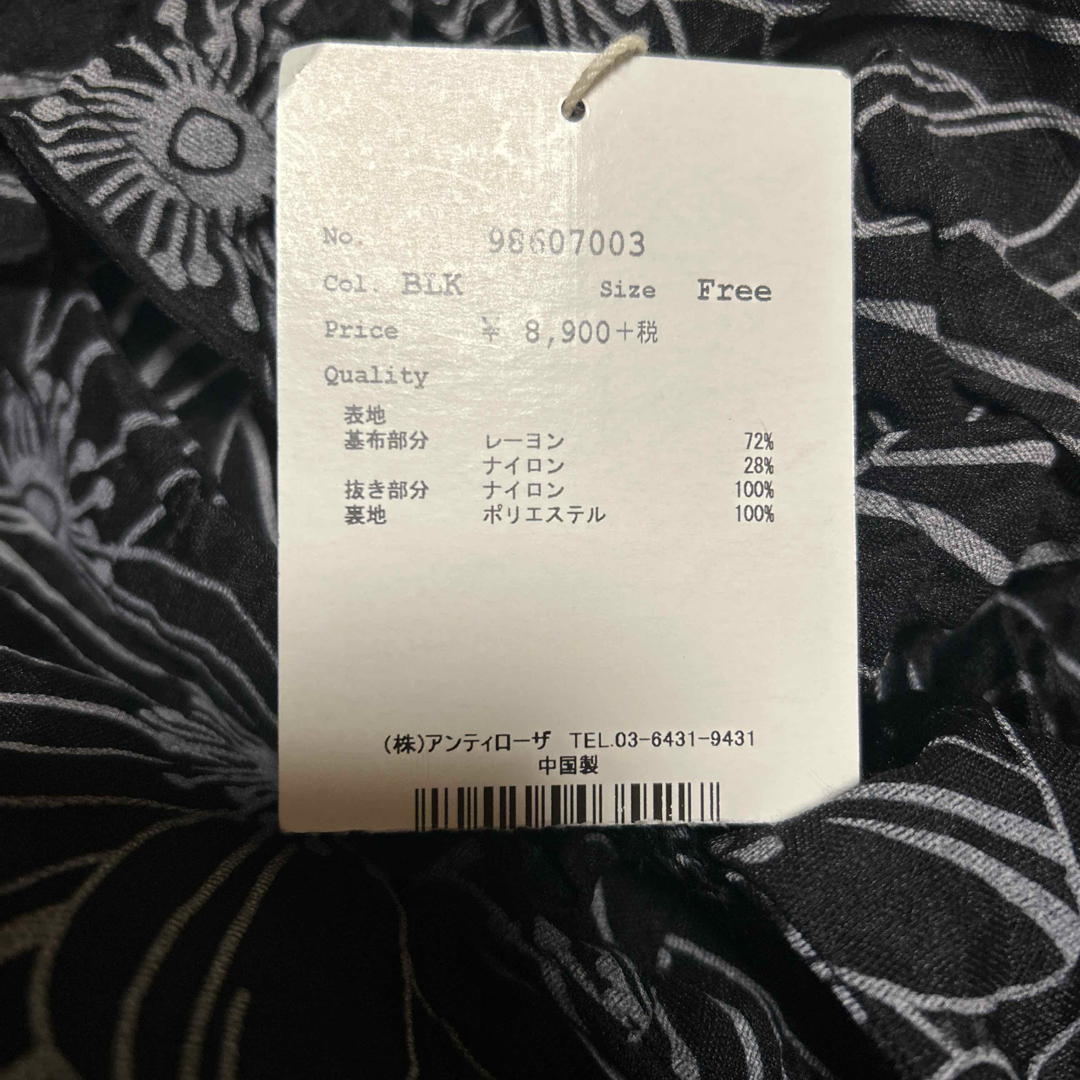 No. 98607003
Col. BLK Size Free
Price ¥ 8,900+税
Quality
表地
基布部分 レーヨン 72%
ナイロン 28%
抜き部分 ナイロン 100%
裏地 ポリエステル 100%
(株)アンティローザ TEL.03-6431-9431
中国製